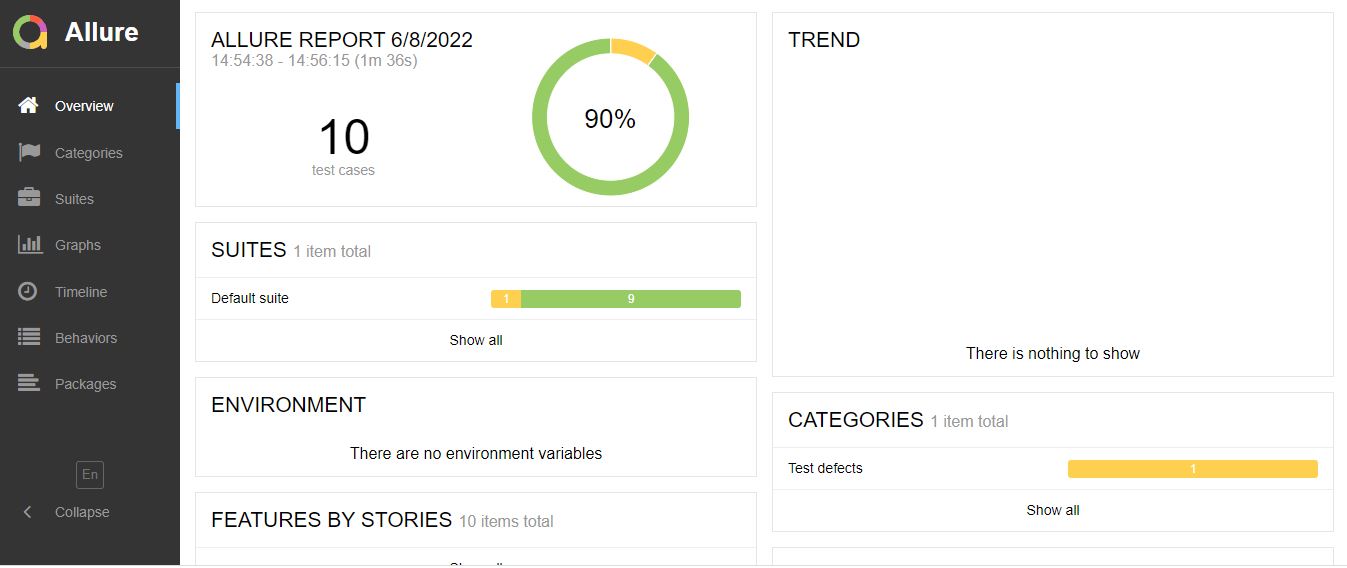 Allure
Overview
Categories
Suites
Graphs
Timeline
Behaviors
Packages
En
Collapse
ALLURE REPORT 6/8/2022
14:54:38 - 14:56:15 (1m 36s)
10
test cases
90%
SUITES 1 item total
Default suite 1 9
Show all
ENVIRONMENT
There are no environment variables
FEATURES BY STORIES 10 items total
Show all
TREND
There is nothing to show
CATEGORIES 1 item total
Test defects 1
Show all